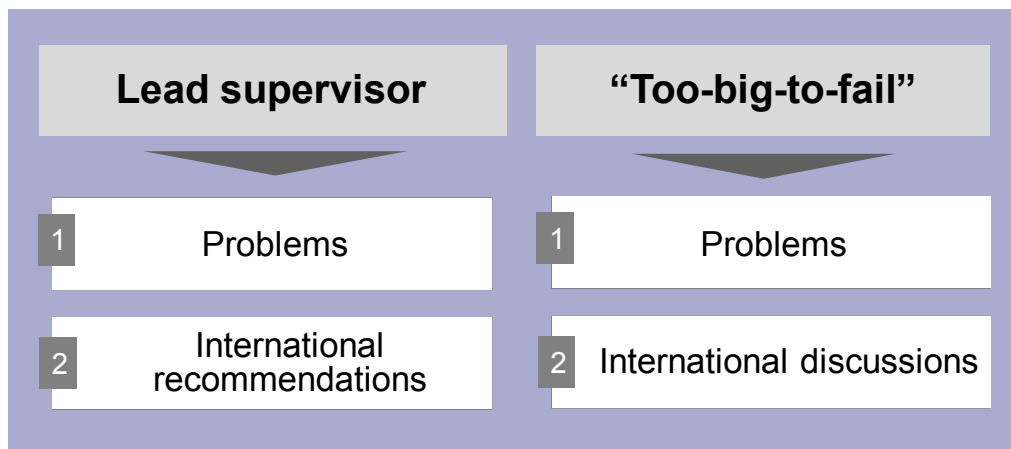 Lead supervisor
1
Problems
2
International
recommendations
“Too-big-to-fail”
1
Problems
2
International discussions